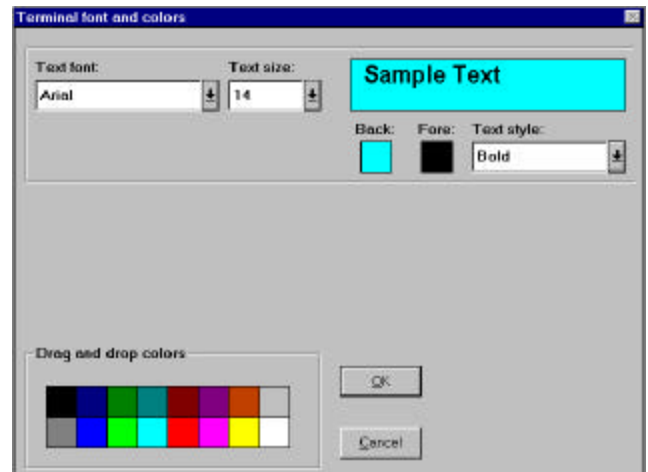 Terminal font and colors
Text font:
Text size:
Sample Text
Arial
14
Back:
Fore:
Text style:
Bold
Drag and drop colors
OK
Cancel